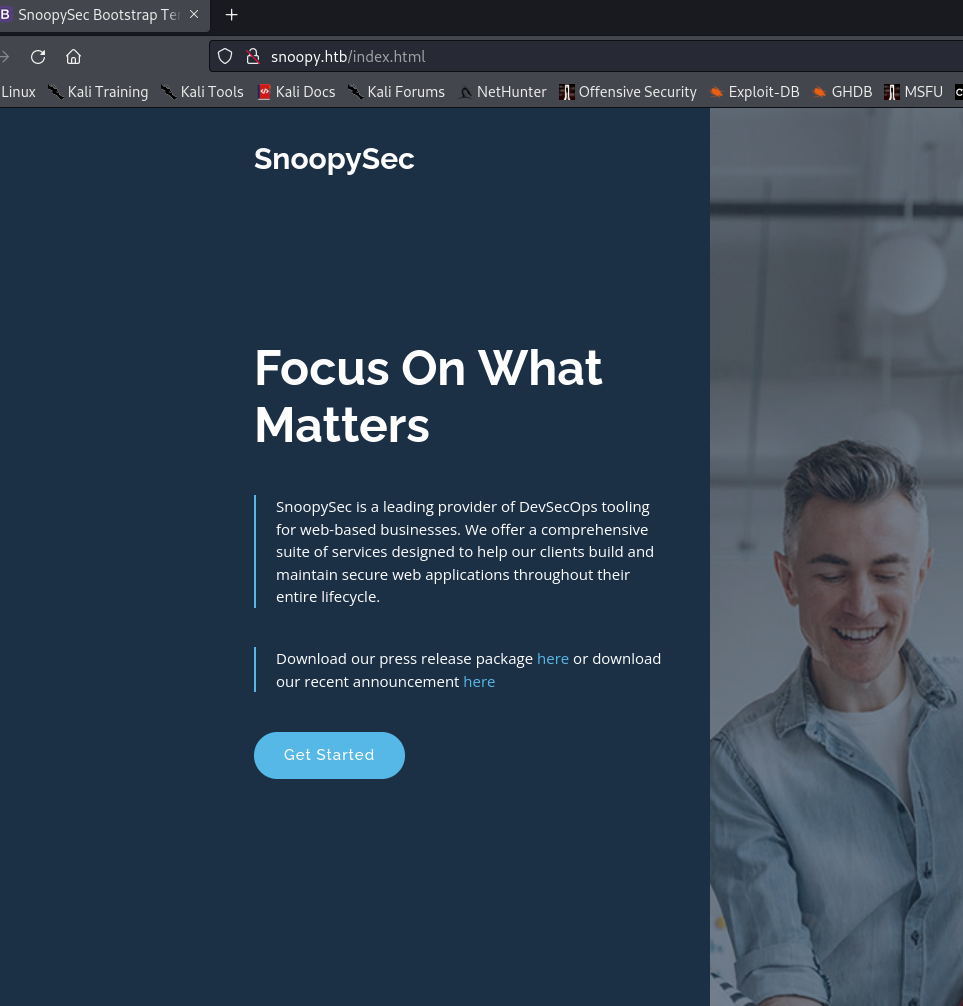 B SnoopySec Bootstrap Te
snoopy.htb/index.html
Linux Kali Training Kali Tools Kali Docs Kali Forums NetHunter Offensive Security Exploit-DB GHDB MSFU
SnoopySec
Focus On What
Matters
SnoopySec is a leading provider of DevSecOps tooling
for web-based businesses. We offer a comprehensive
suite of services designed to help our clients build and
maintain secure web applications throughout their
entire lifecycle.
Download our press release package here or download
our recent announcement here
Get Started